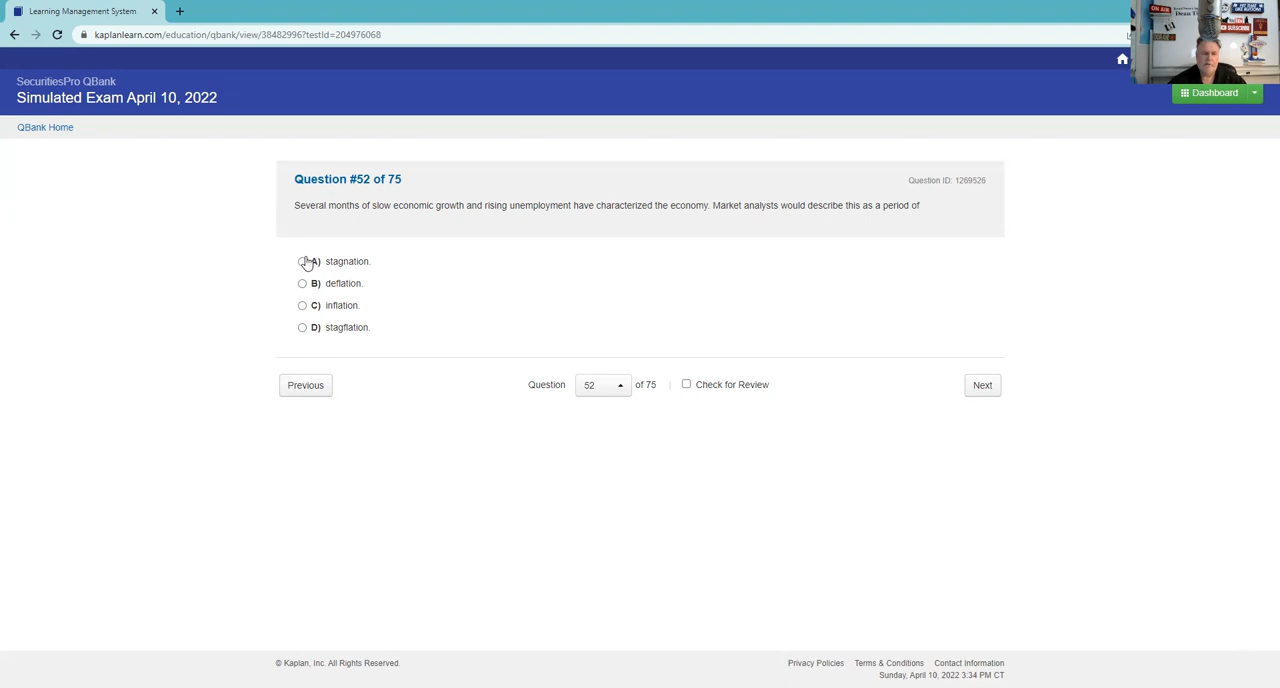 Learning Management System
kaplanlearn.com/education/qbank/view/38482996?testId=204976068
ON AIR
SecuritiesPro QBank
Simulated Exam April 10, 2022
Dashboard
QBank Home
Question #52 of 75
Question ID: 1269526
Several months of slow economic growth and rising unemployment have characterized the economy. Market analysts would describe this as a period of
A) stagnation.
B) deflation.
C) inflation.
D) stagflation.
Previous
Question 52 of 75 | Check for Review
Next
© Kaplan, Inc. All Rights Reserved.
Privacy Policies Terms & Conditions Contact Information
Sunday, April 10, 2022 3:34 PM CT